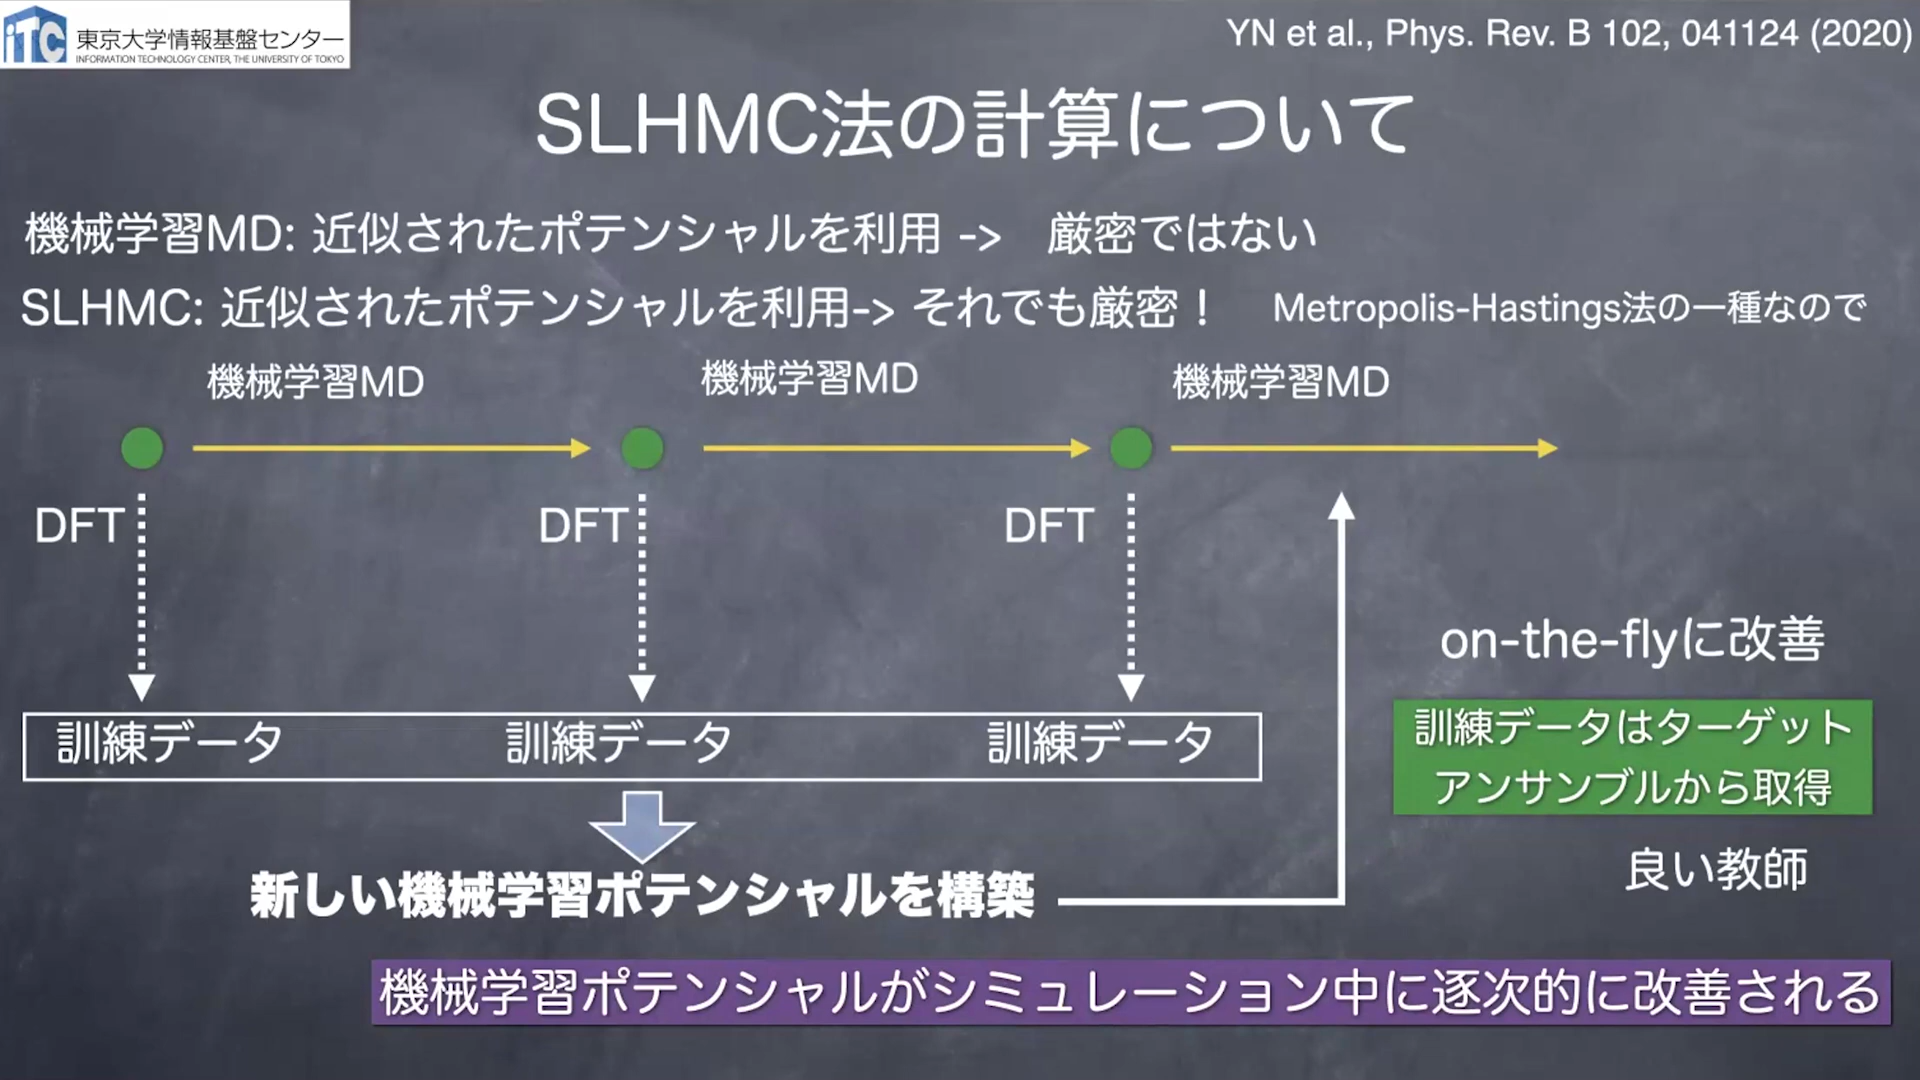 iTC 東京大学情報基盤センター
INFORMATION TECHNOLOGY CENTER, THE UNIVERSITY OF TOKYO
YN et al., Phys. Rev. B 102, 041124 (2020)
SLHMC法の計算について
機械学習MD: 近似されたポテンシャルを利用 -> 厳密ではない
SLHMC: 近似されたポテンシャルを利用-> それでも厳密！ Metropolis-Hastings法の一種なので
機械学習MD 機械学習MD 機械学習MD
DFT DFT DFT
on-the-flyに改善
訓練データ 訓練データ 訓練データ
訓練データはターゲット
アンサンブルから取得
良い教師
新しい機械学習ポテンシャルを構築
機械学習ポテンシャルがシミュレーション中に逐次的に改善される